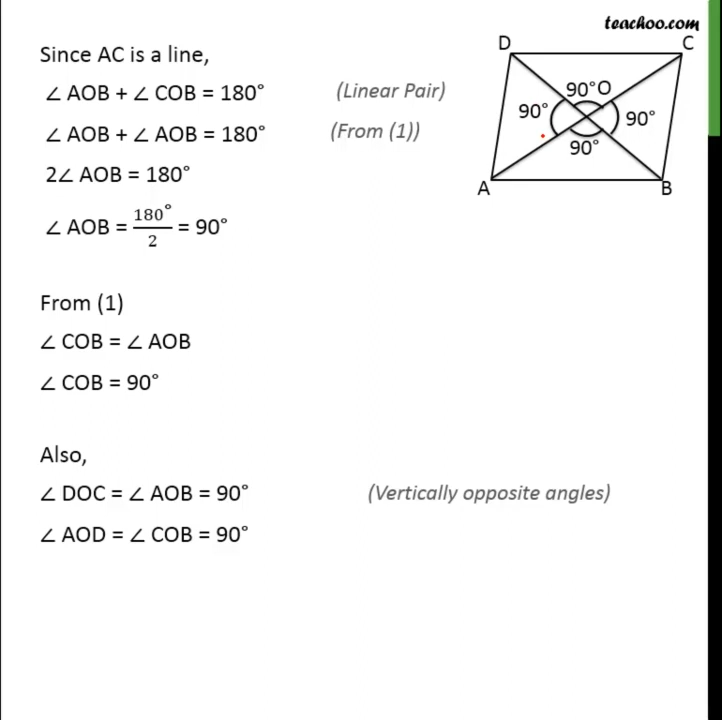 teachoo.com
Since AC is a line,
∠ AOB + ∠ COB = 180° (Linear Pair)
∠ AOB + ∠ AOB = 180° (From (1))
2∠ AOB = 180°
∠ AOB = 180°/2 = 90°
D C
90° O
90° 90°
90°
A B
From (1)
∠ COB = ∠ AOB
∠ COB = 90°
Also,
∠ DOC = ∠ AOB = 90° (Vertically opposite angles)
∠ AOD = ∠ COB = 90°